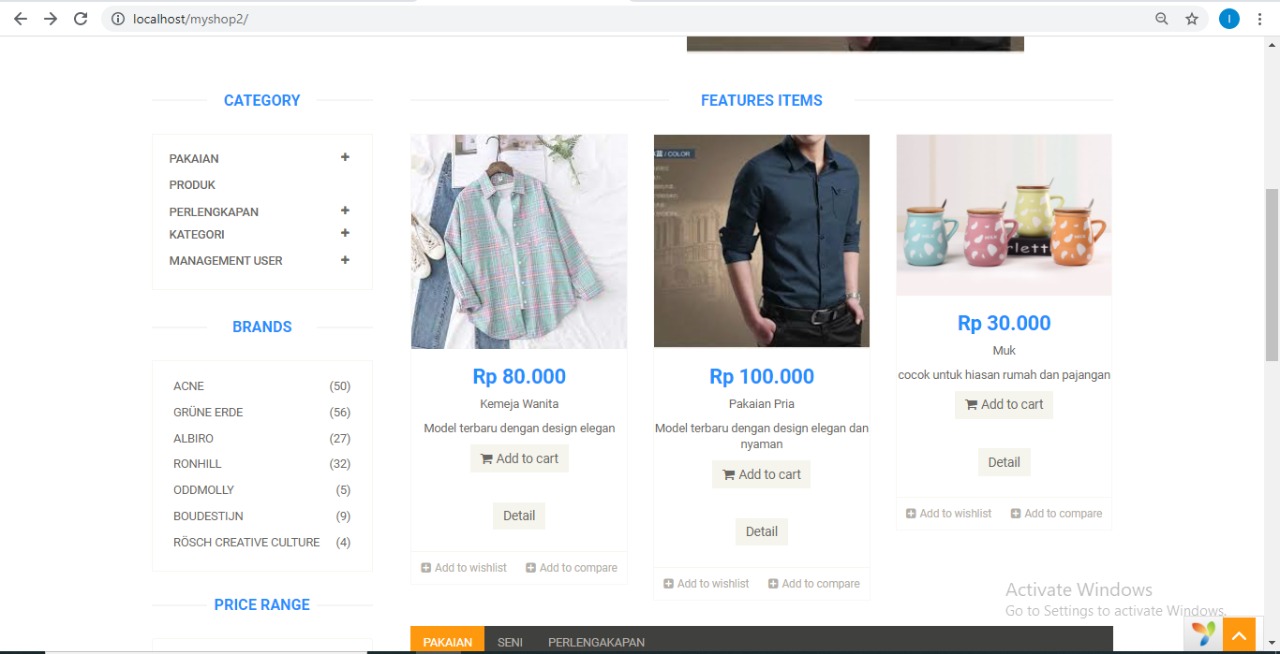 localhost/myshop2/
CATEGORY
PAKAIAN
PRODUK
PERLENGKAPAN
KATEGORI
MANAGEMENT USER
BRANDS
ACNE (50)
GRÜNE ERDE (56)
ALBIRO (27)
RONHILL (32)
ODDMOLLY (5)
BOUDESTIJN (9)
RÖSCH CREATIVE CULTURE (4)
PRICE RANGE
FEATURES ITEMS
Rp 80.000
Kemeja Wanita
Model terbaru dengan design elegan
Add to cart
Detail
Add to wishlist Add to compare
/ COLOR
Rp 100.000
Pakaian Pria
Model terbaru dengan design elegan dan
nyaman
Add to cart
Detail
Add to wishlist Add to compare
Rp 30.000
Muk
cocok untuk hiasan rumah dan pajangan
Add to cart
Detail
Add to wishlist Add to compare
PAKAIAN SENI PERLENGAKAPAN
Activate Windows
Go to Settings to activate Windows.
I